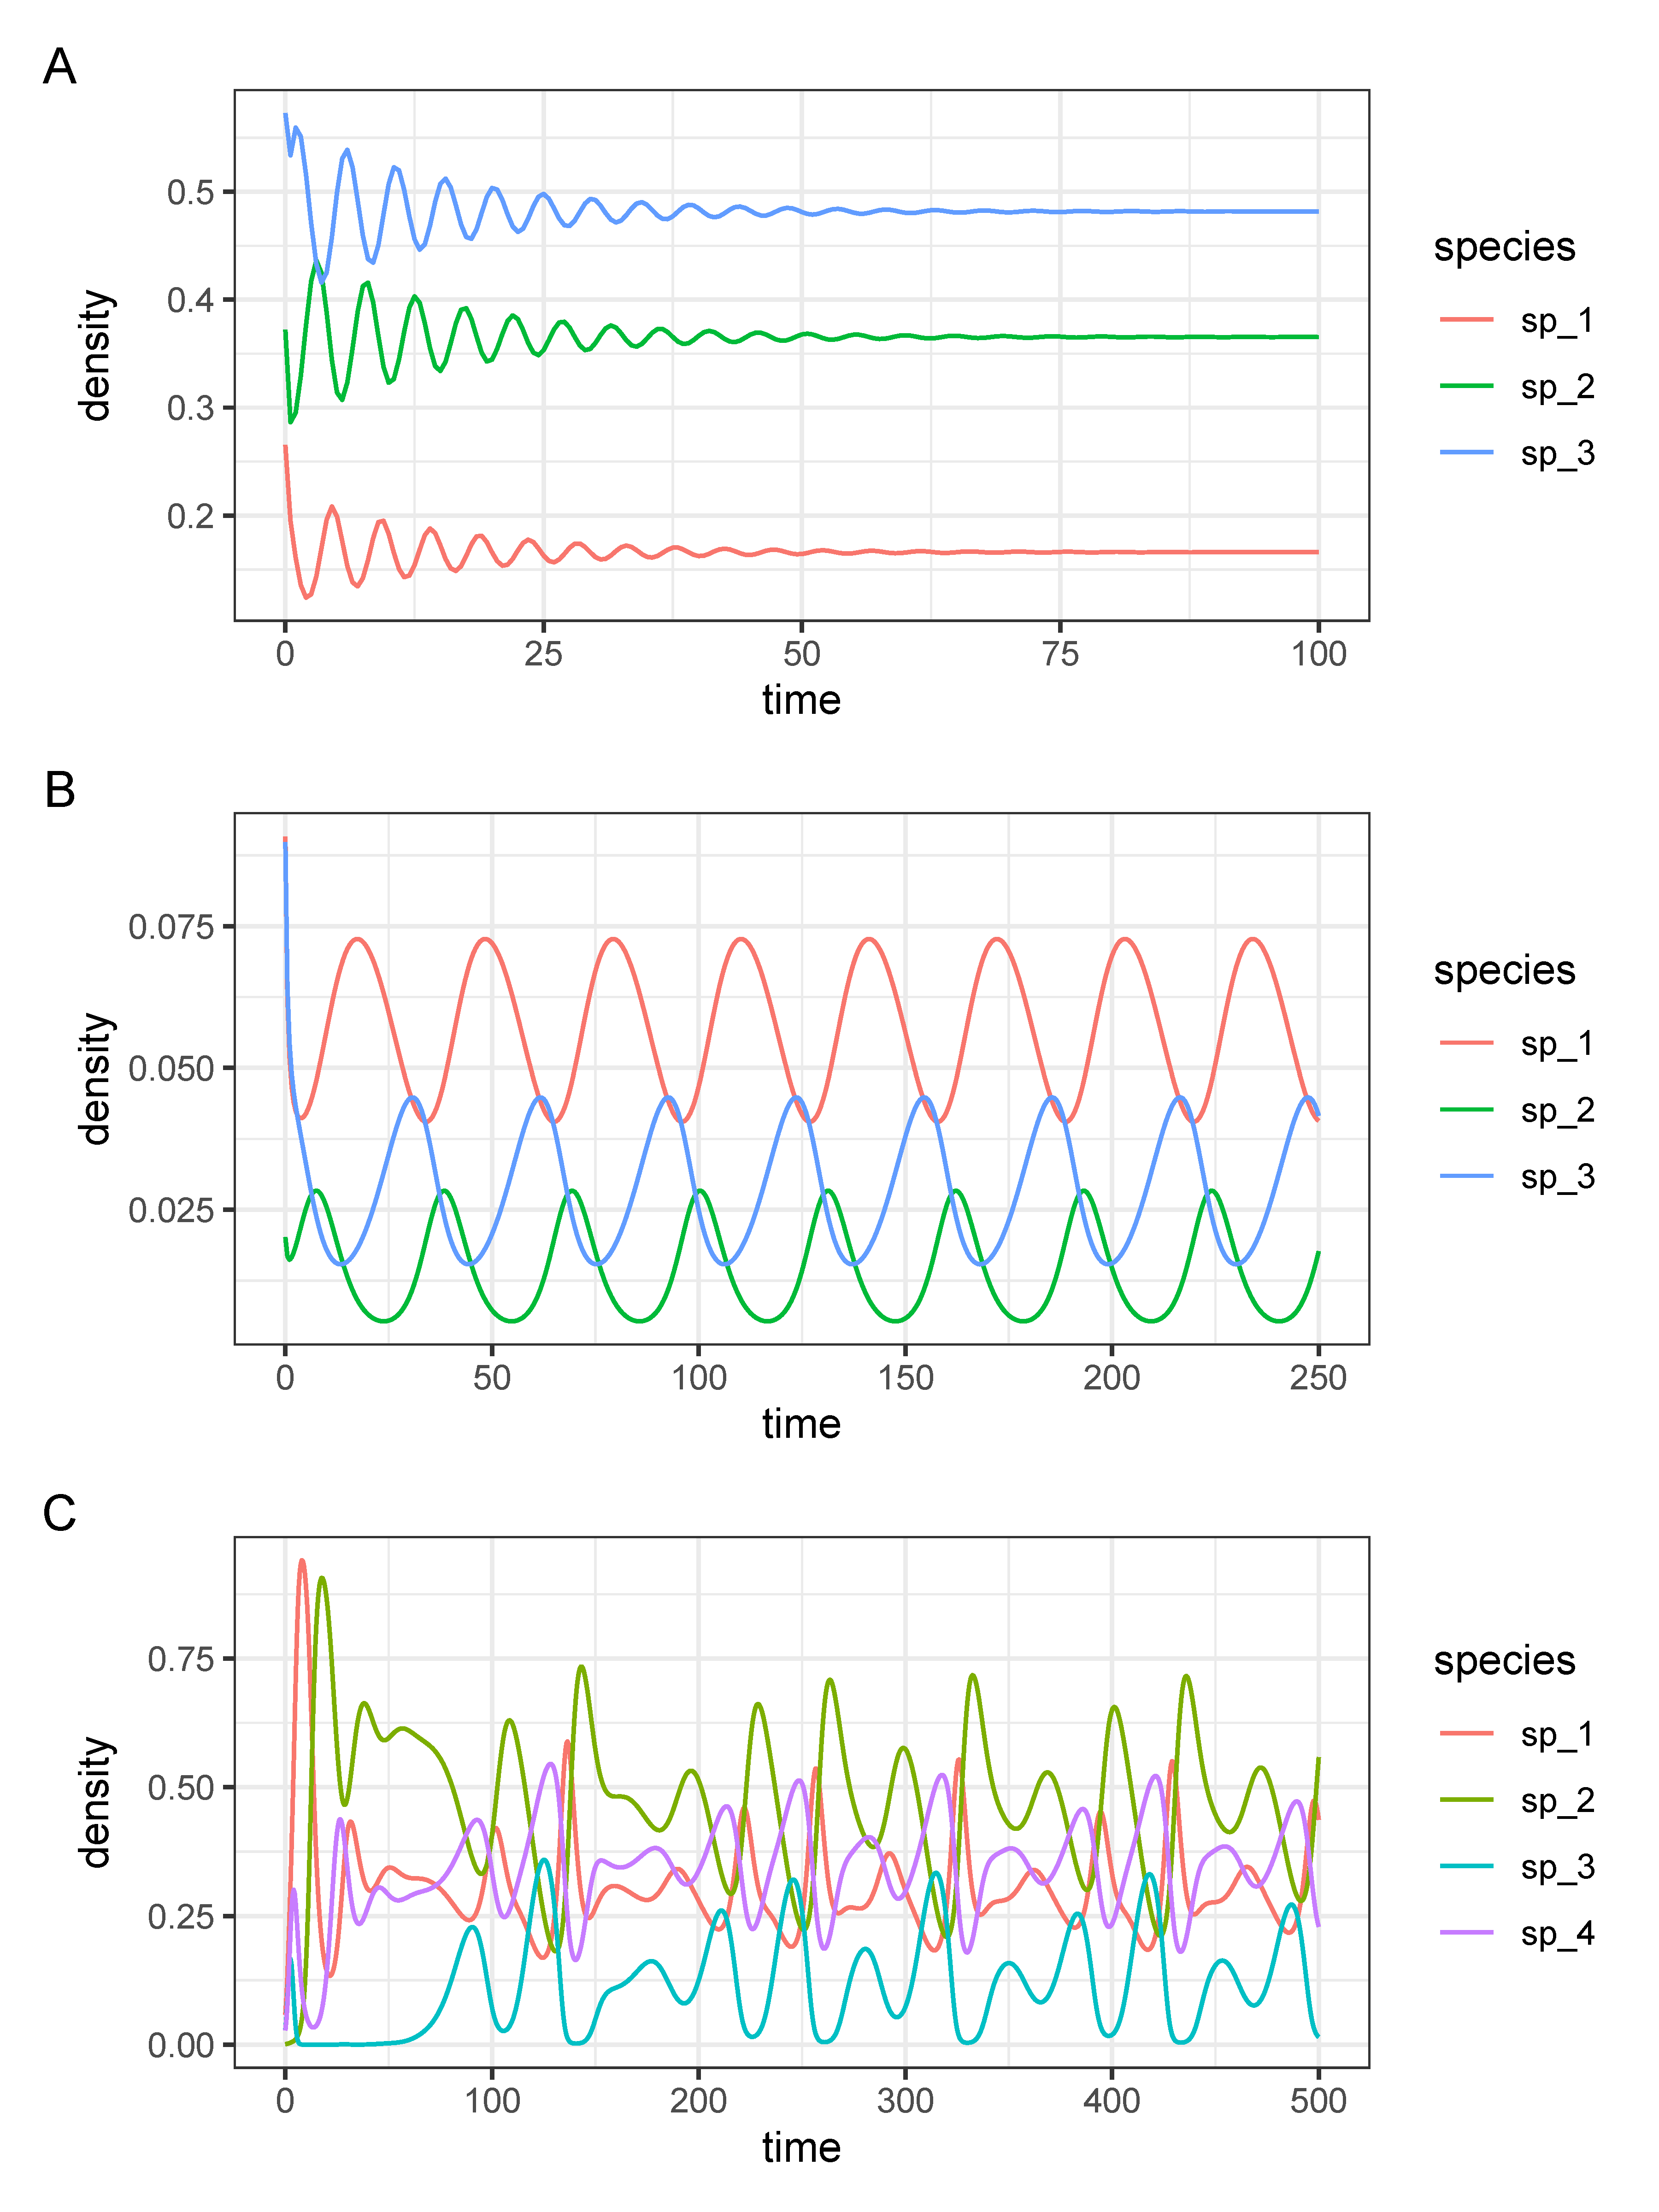 A
density
0.5
0.4
0.3
0.2
0 25 50 75 100
time
species
sp_1
sp_2
sp_3
B
density
0.075
0.050
0.025
0 50 100 150 200 250
time
species
sp_1
sp_2
sp_3
C
density
0.75
0.50
0.25
0.00
0 100 200 300 400 500
time
species
sp_1
sp_2
sp_3
sp_4